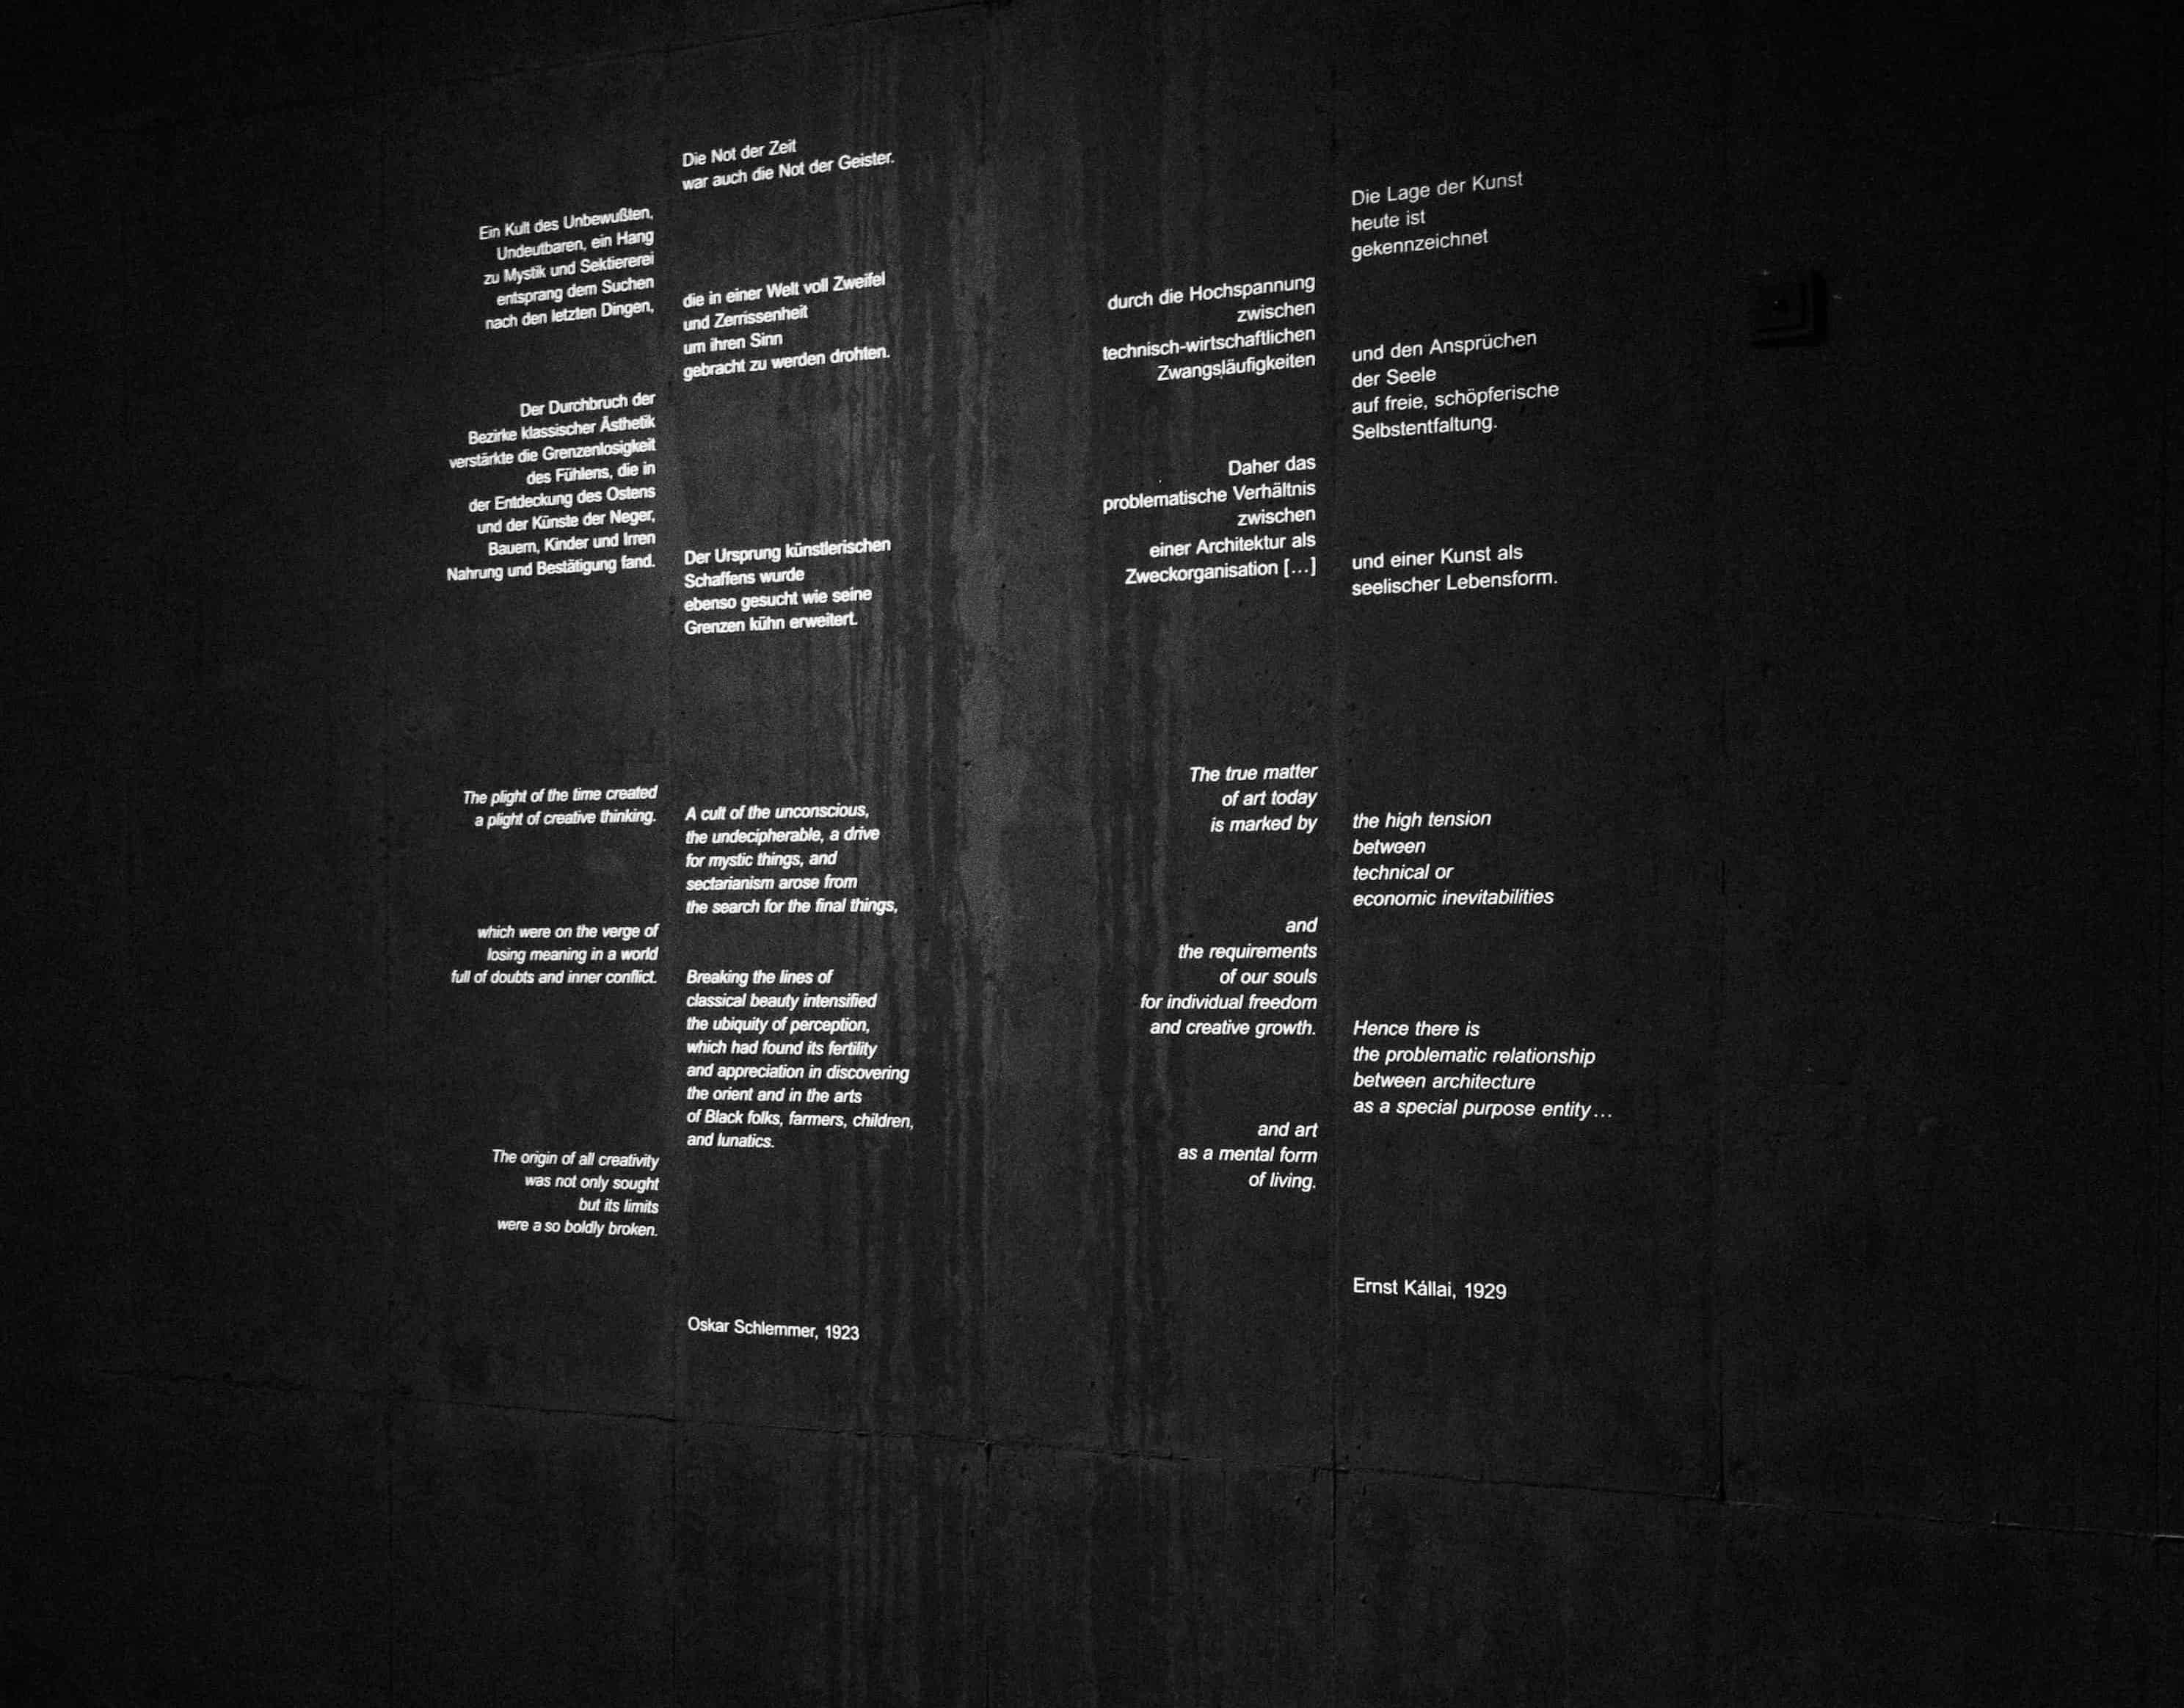 Die Not der Zeit
war auch die Not der Geister.
Ein Kult des Unbewußten,
Undeutbaren, ein Hang
zu Mystik und Sektiererei
entsprang dem Suchen
nach den letzten Dingen,
die in einer Welt voll Zweifel
und Zerrissenheit
um ihren Sinn
gebracht zu werden drohten.
Der Durchbruch der
Bezirke klassischer Ästhetik
verstärkte die Grenzenlosigkeit
des Fühlens, die in
der Entdeckung des Ostens
und der Künste der Neger,
Bauern, Kinder und Irren
Nahrung und Bestätigung fand.
Der Ursprung künstlerischen
Schaffens wurde
ebenso gesucht wie seine
Grenzen kühn erweitert.
The plight of the time created
a plight of creative thinking.
A cult of the unconscious,
the undecipherable, a drive
for mystic things, and
sectarianism arose from
the search for the final things,
which were on the verge of
losing meaning in a world
full of doubts and inner conflict.
Breaking the lines of
classical beauty intensified
the ubiquity of perception,
which had found its fertility
and appreciation in discovering
the orient and in the arts
of Black folks, farmers, children,
and lunatics.
The origin of all creativity
was not only sought
but its limits
were a so boldly broken.
Oskar Schlemmer, 1923
Die Lage der Kunst
heute ist
gekennzeichnet
durch die Hochspannung
zwischen
technisch-wirtschaftlichen
Zwangsläufigkeiten
und den Ansprüchen
der Seele
auf freie, schöpferische
Selbstentfaltung.
Daher das
problematische Verhältnis
zwischen
einer Architektur als
Zweckorganisation [...]
und einer Kunst als
seelischer Lebensform.
The true matter
of art today
is marked by
the high tension
between
technical or
economic inevitabilities
and
the requirements
of our souls
for individual freedom
and creative growth.
Hence there is
the problematic relationship
between architecture
as a special purpose entity...
and art
as a mental form
of living.
Ernst Kállai, 1929